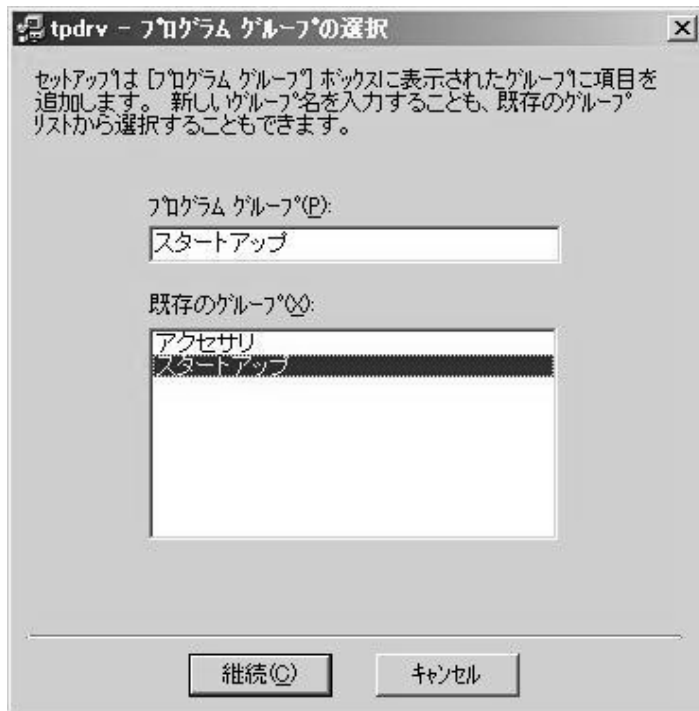 tpdrv - ﾌﾟﾛｸﾞﾗﾑ ｸﾞﾙｰﾌﾟの選択
ｾｯﾄｱｯﾌﾟは [ﾌﾟﾛｸﾞﾗﾑ ｸﾞﾙｰﾌﾟ] ﾎﾞｯｸｽに表示されたｸﾞﾙｰﾌﾟに項目を
追加します。 新しいｸﾞﾙｰﾌﾟ名を入力することも、既存のｸﾞﾙｰﾌﾟ
ﾘｽﾄから選択することもできます。
ﾌﾟﾛｸﾞﾗﾑ ｸﾞﾙｰﾌﾟ(P):
スタートアップ
既存のｸﾞﾙｰﾌﾟ(X):
アクセサリ
スタートアップ
継続(C)
ｷｬﾝｾﾙ